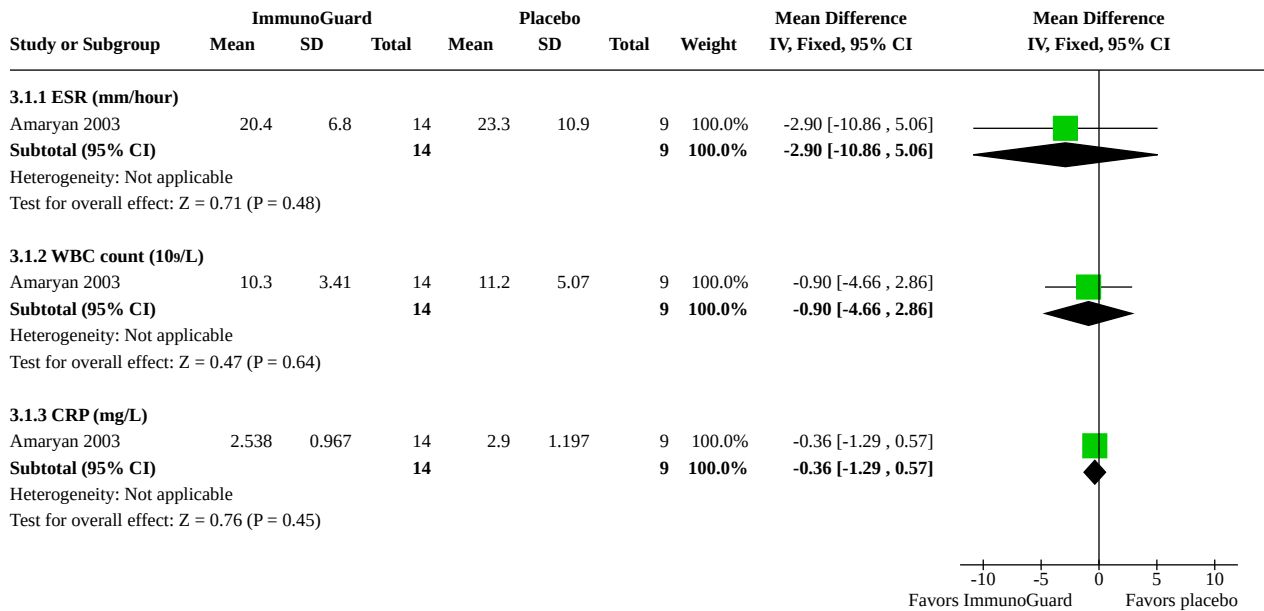 ImmunoGuard Placebo Mean Difference Mean Difference
Study or Subgroup Mean SD Total Mean SD Total Weight IV, Fixed, 95% CI IV, Fixed, 95% CI
3.1.1 ESR (mm/hour)
Amaryan 2003 20.4 6.8 14 23.3 10.9 9 100.0% -2.90 [-10.86 , 5.06]
Subtotal (95% CI) 14 9 100.0% -2.90 [-10.86 , 5.06]
Heterogeneity: Not applicable
Test for overall effect: Z = 0.71 (P = 0.48)
3.1.2 WBC count (10⁹/L)
Amaryan 2003 10.3 3.41 14 11.2 5.07 9 100.0% -0.90 [-4.66 , 2.86]
Subtotal (95% CI) 14 9 100.0% -0.90 [-4.66 , 2.86]
Heterogeneity: Not applicable
Test for overall effect: Z = 0.47 (P = 0.64)
3.1.3 CRP (mg/L)
Amaryan 2003 2.538 0.967 14 2.9 1.197 9 100.0% -0.36 [-1.29 , 0.57]
Subtotal (95% CI) 14 9 100.0% -0.36 [-1.29 , 0.57]
Heterogeneity: Not applicable
Test for overall effect: Z = 0.76 (P = 0.45)
-10 -5 0 5 10
Favors ImmunoGuard Favors placebo